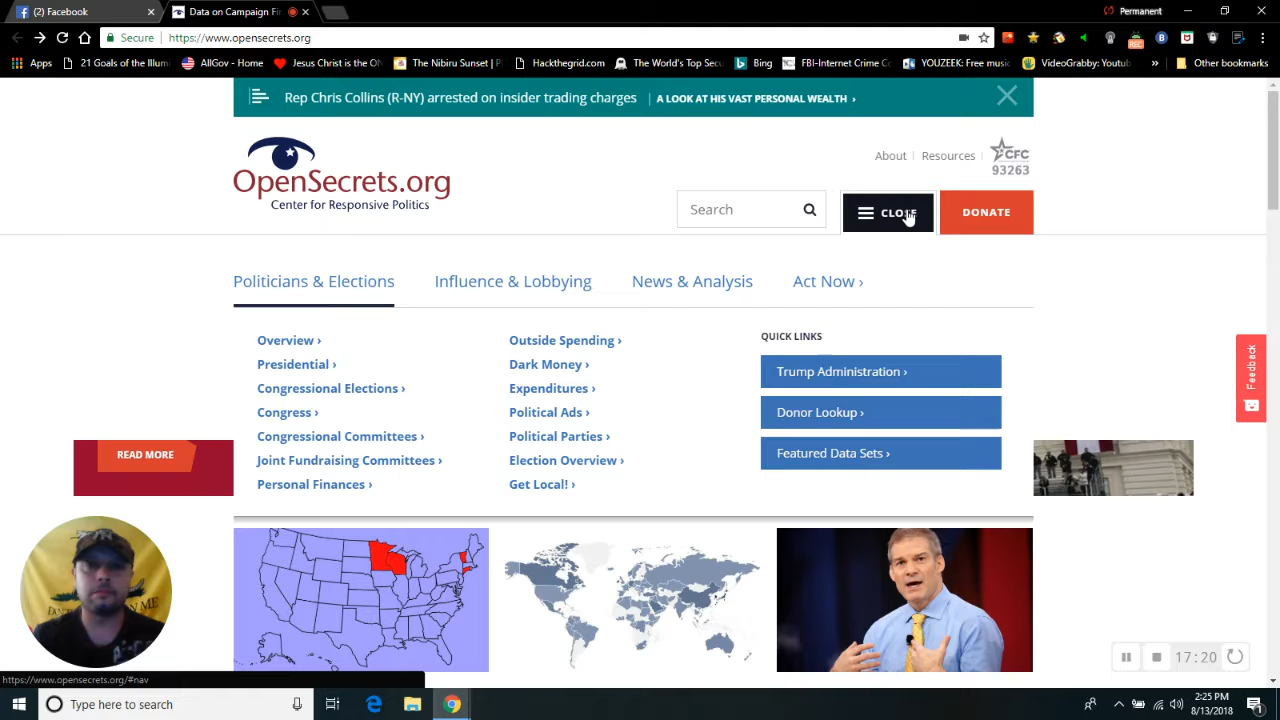 Facebook
Data on Campaign Fin
Permanent
Secure
https://www.opensecrets.org
Apps
21 Goals of the Illum
AllGov - Home
Jesus Christ is the ON
The Nibiru Sunset | P
Hackthegrid.com
The World's Top Sec
Bing
FBI-Internet Crime C
YOUZEEK: Free music
VideoGrabby: Youtub
»
Rep Chris Collins (R-NY) arrested on insider trading charges | A LOOK AT HIS VAST PERSONAL WEALTH ›
OpenSecrets.org
Center for Responsive Politics
About
Resources
CFC
93263
Search
CLOSE
DONATE
Politicians & Elections
Influence & Lobbying
News & Analysis
Act Now ›
Overview ›
Presidential ›
Congressional Elections ›
Congress ›
Congressional Committees ›
Joint Fundraising Committees ›
Personal Finances ›
Outside Spending ›
Dark Money ›
Expenditures ›
Political Ads ›
Political Parties ›
Election Overview ›
Get Local! ›
QUICK LINKS
Trump Administration ›
Donor Lookup ›
Featured Data Sets ›
Feedback
READ MORE
17:20
https://www.opensecrets.org/#nav
Type here to search
2:25 PM
8/13/2018